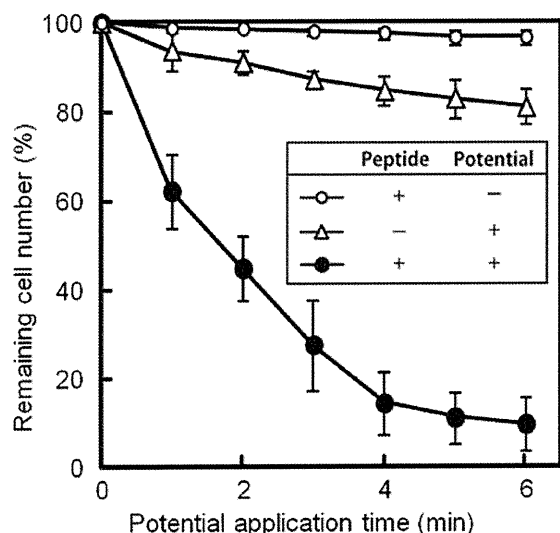 Remaining cell number (%)
100
80
60
40
20
0
Peptide Potential
+ −
− +
+ +
0 2 4 6
Potential application time (min)